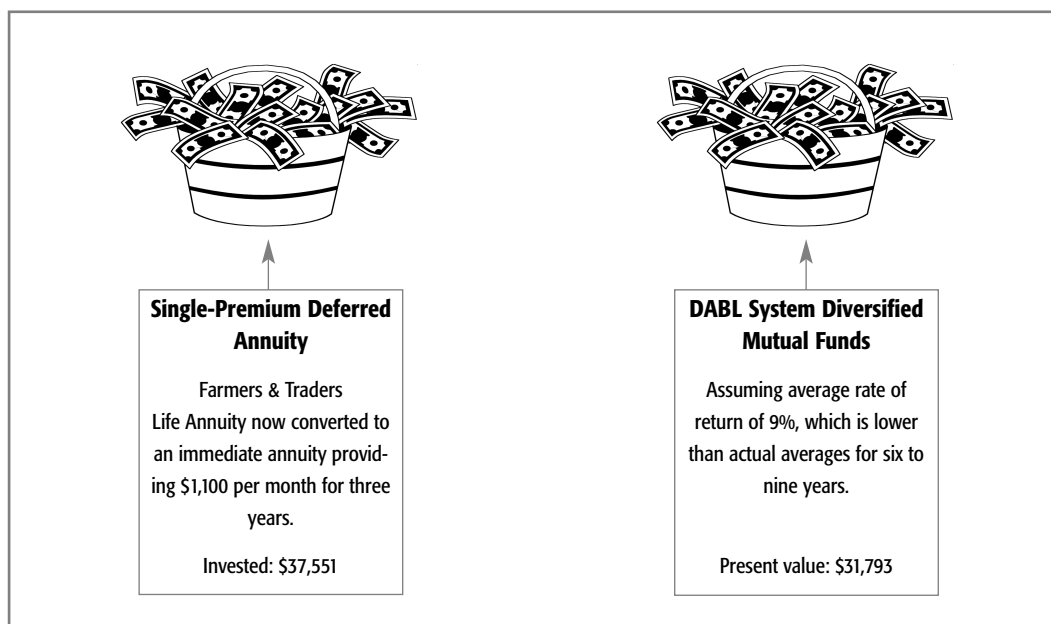 Single-Premium Deferred
Annuity
Farmers & Traders
Life Annuity now converted to
an immediate annuity provid-
ing $1,100 per month for three
years.
Invested: $37,551
DABL System Diversified
Mutual Funds
Assuming average rate of
return of 9%, which is lower
than actual averages for six to
nine years.
Present value: $31,793